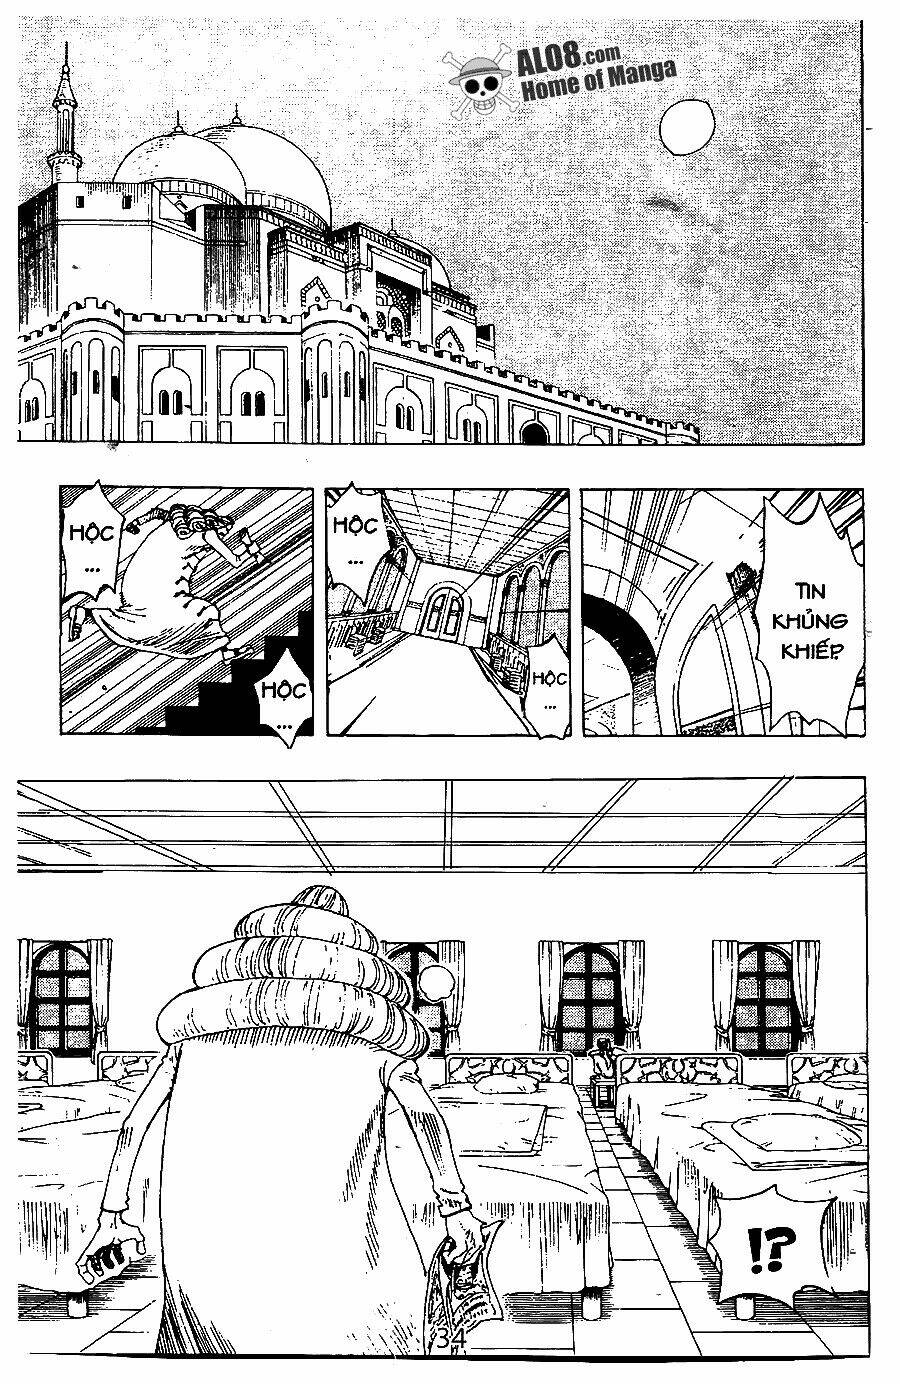 ALO8.com
Home of Manga
TIN
KHỦNG
KHIẾP!
HỘC
...
HỘC
...
HỘC
...
HỘC
...
!?
34